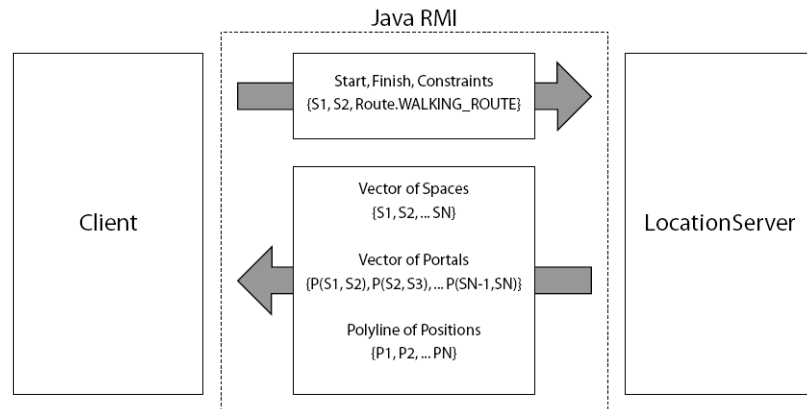 Java RMI
Client
Start, Finish, Constraints
{S1, S2, Route.WALKING_ROUTE}
Vector of Spaces
{S1, S2, ... SN}
Vector of Portals
{P(S1, S2), P(S2, S3), ... P(SN-1,SN)}
Polyline of Positions
{P1, P2, ... PN}
LocationServer